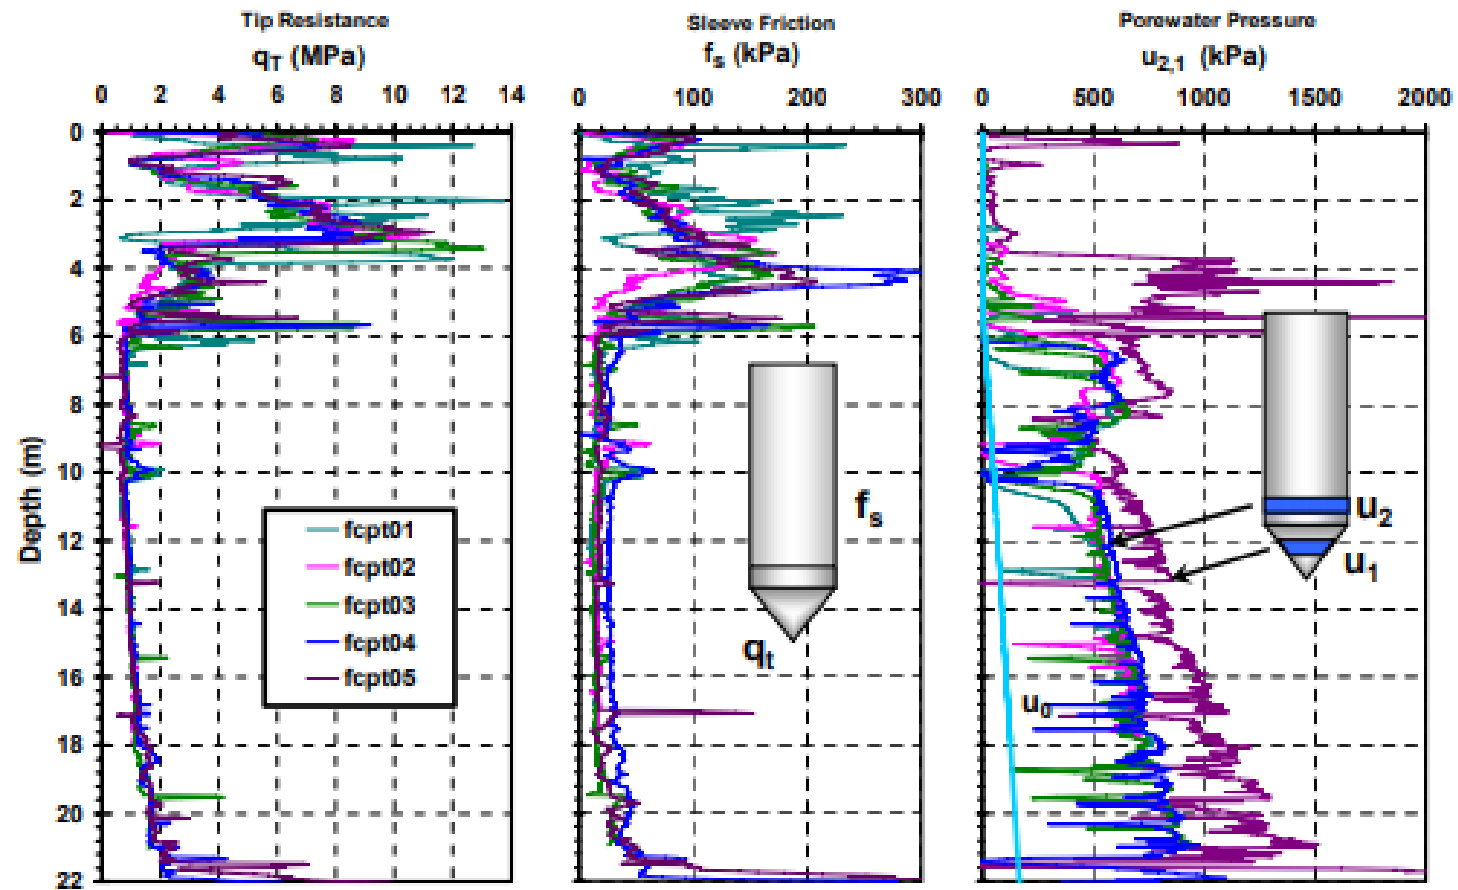 Tip Resistance
qT (MPa)
0 2 4 6 8 10 12 14
Sleeve Friction
fs (kPa)
0 100 200 300
Porewater Pressure
u2,1 (kPa)
0 500 1000 1500 2000
Depth (m)
0
2
4
6
8
10
12
14
16
18
20
22
fcpt01
fcpt02
fcpt03
fcpt04
fcpt05
fs
qt
u2
u1
u0